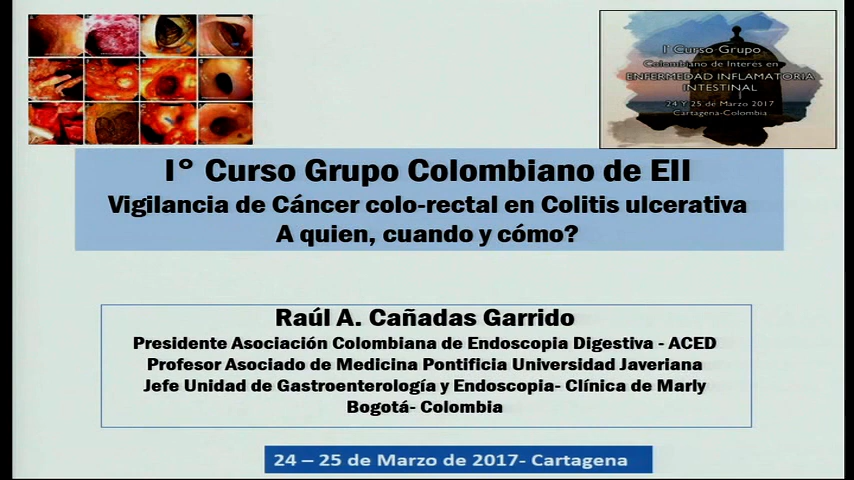 I Curso Grupo
Colombiano de Interés en
ENFERMEDAD INFLAMATORIA
INTESTINAL
24 Y 25 de Marzo 2017
Cartagena-Colombia
I° Curso Grupo Colombiano de EII
Vigilancia de Cáncer colo-rectal en Colitis ulcerativa
A quien, cuando y cómo?
Raúl A. Cañadas Garrido
Presidente Asociación Colombiana de Endoscopia Digestiva - ACED
Profesor Asociado de Medicina Pontificia Universidad Javeriana
Jefe Unidad de Gastroenterología y Endoscopia- Clínica de Marly
Bogotá- Colombia
24 – 25 de Marzo de 2017- Cartagena